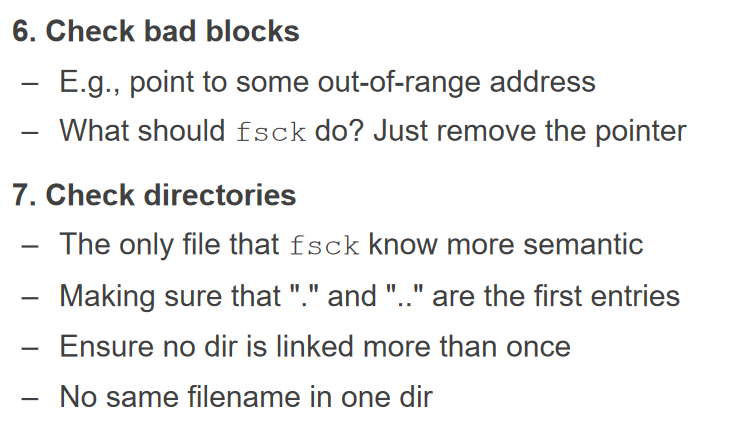 6. Check bad blocks
– E.g., point to some out-of-range address
– What should fsck do? Just remove the pointer
7. Check directories
– The only file that fsck know more semantic
– Making sure that "." and ".." are the first entries
– Ensure no dir is linked more than once
– No same filename in one dir